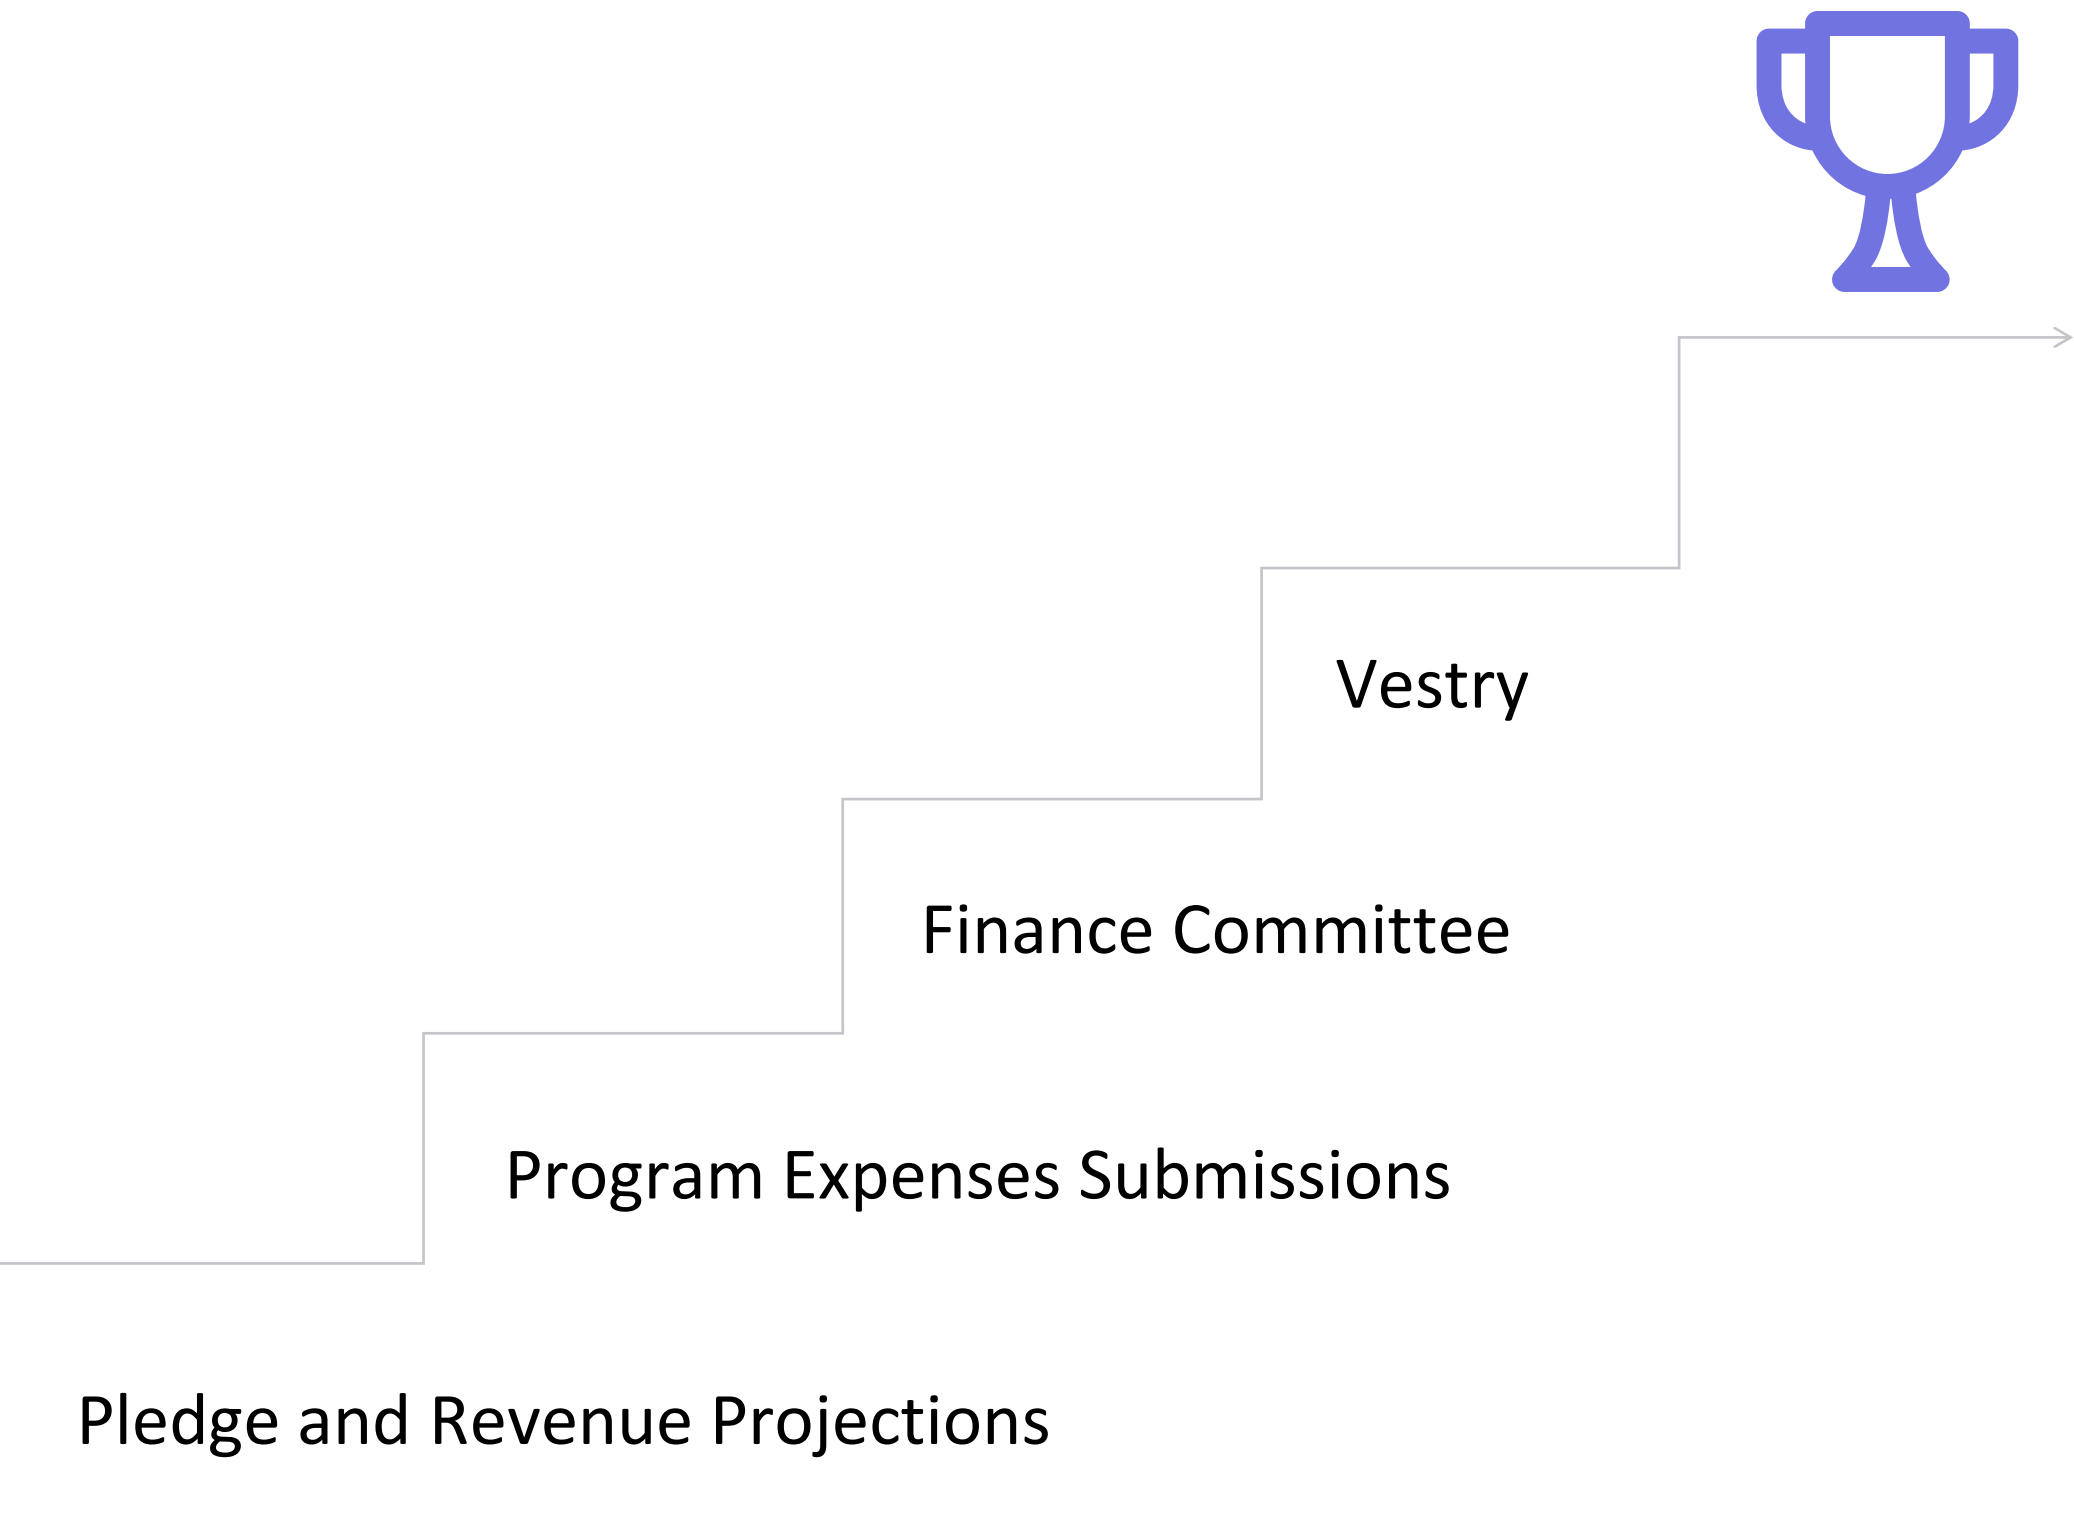 Vestry
Finance Committee
Program Expenses Submissions
Pledge and Revenue Projections